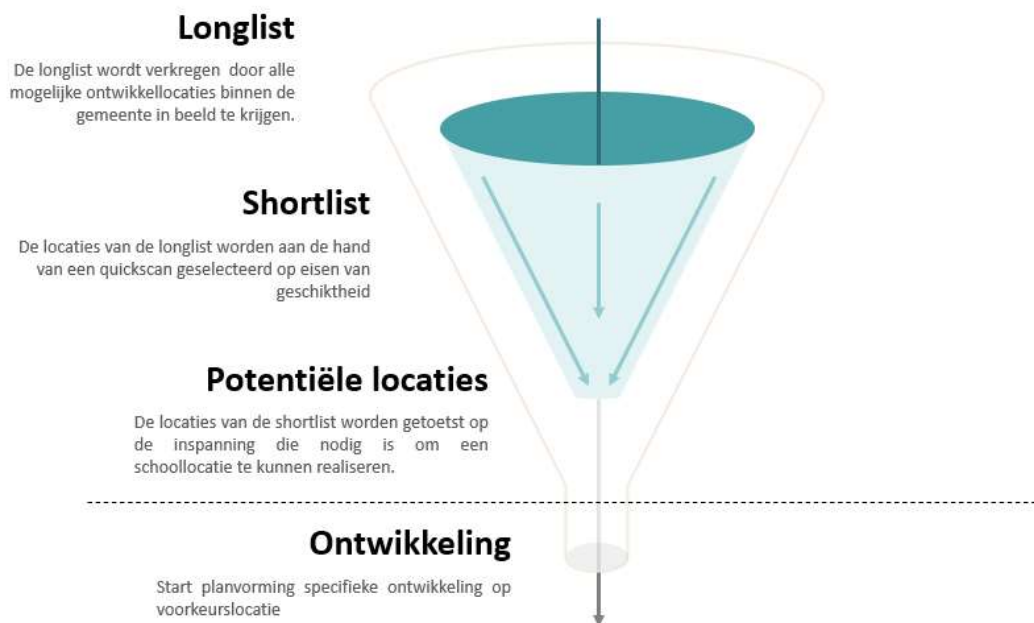 Longlist
De longlist wordt verkregen door alle
mogelijke ontwikkellocaties binnen de
gemeente in beeld te krijgen.
Shortlist
De locaties van de longlist worden aan de hand
van een quickscan geselecteerd op eisen van
geschiktheid
Potentiële locaties
De locaties van de shortlist worden getoetst op
de inspanning die nodig is om een
schoollocatie te kunnen realiseren.
Ontwikkeling
Start planvorming specifieke ontwikkeling op
voorkeurslocatie